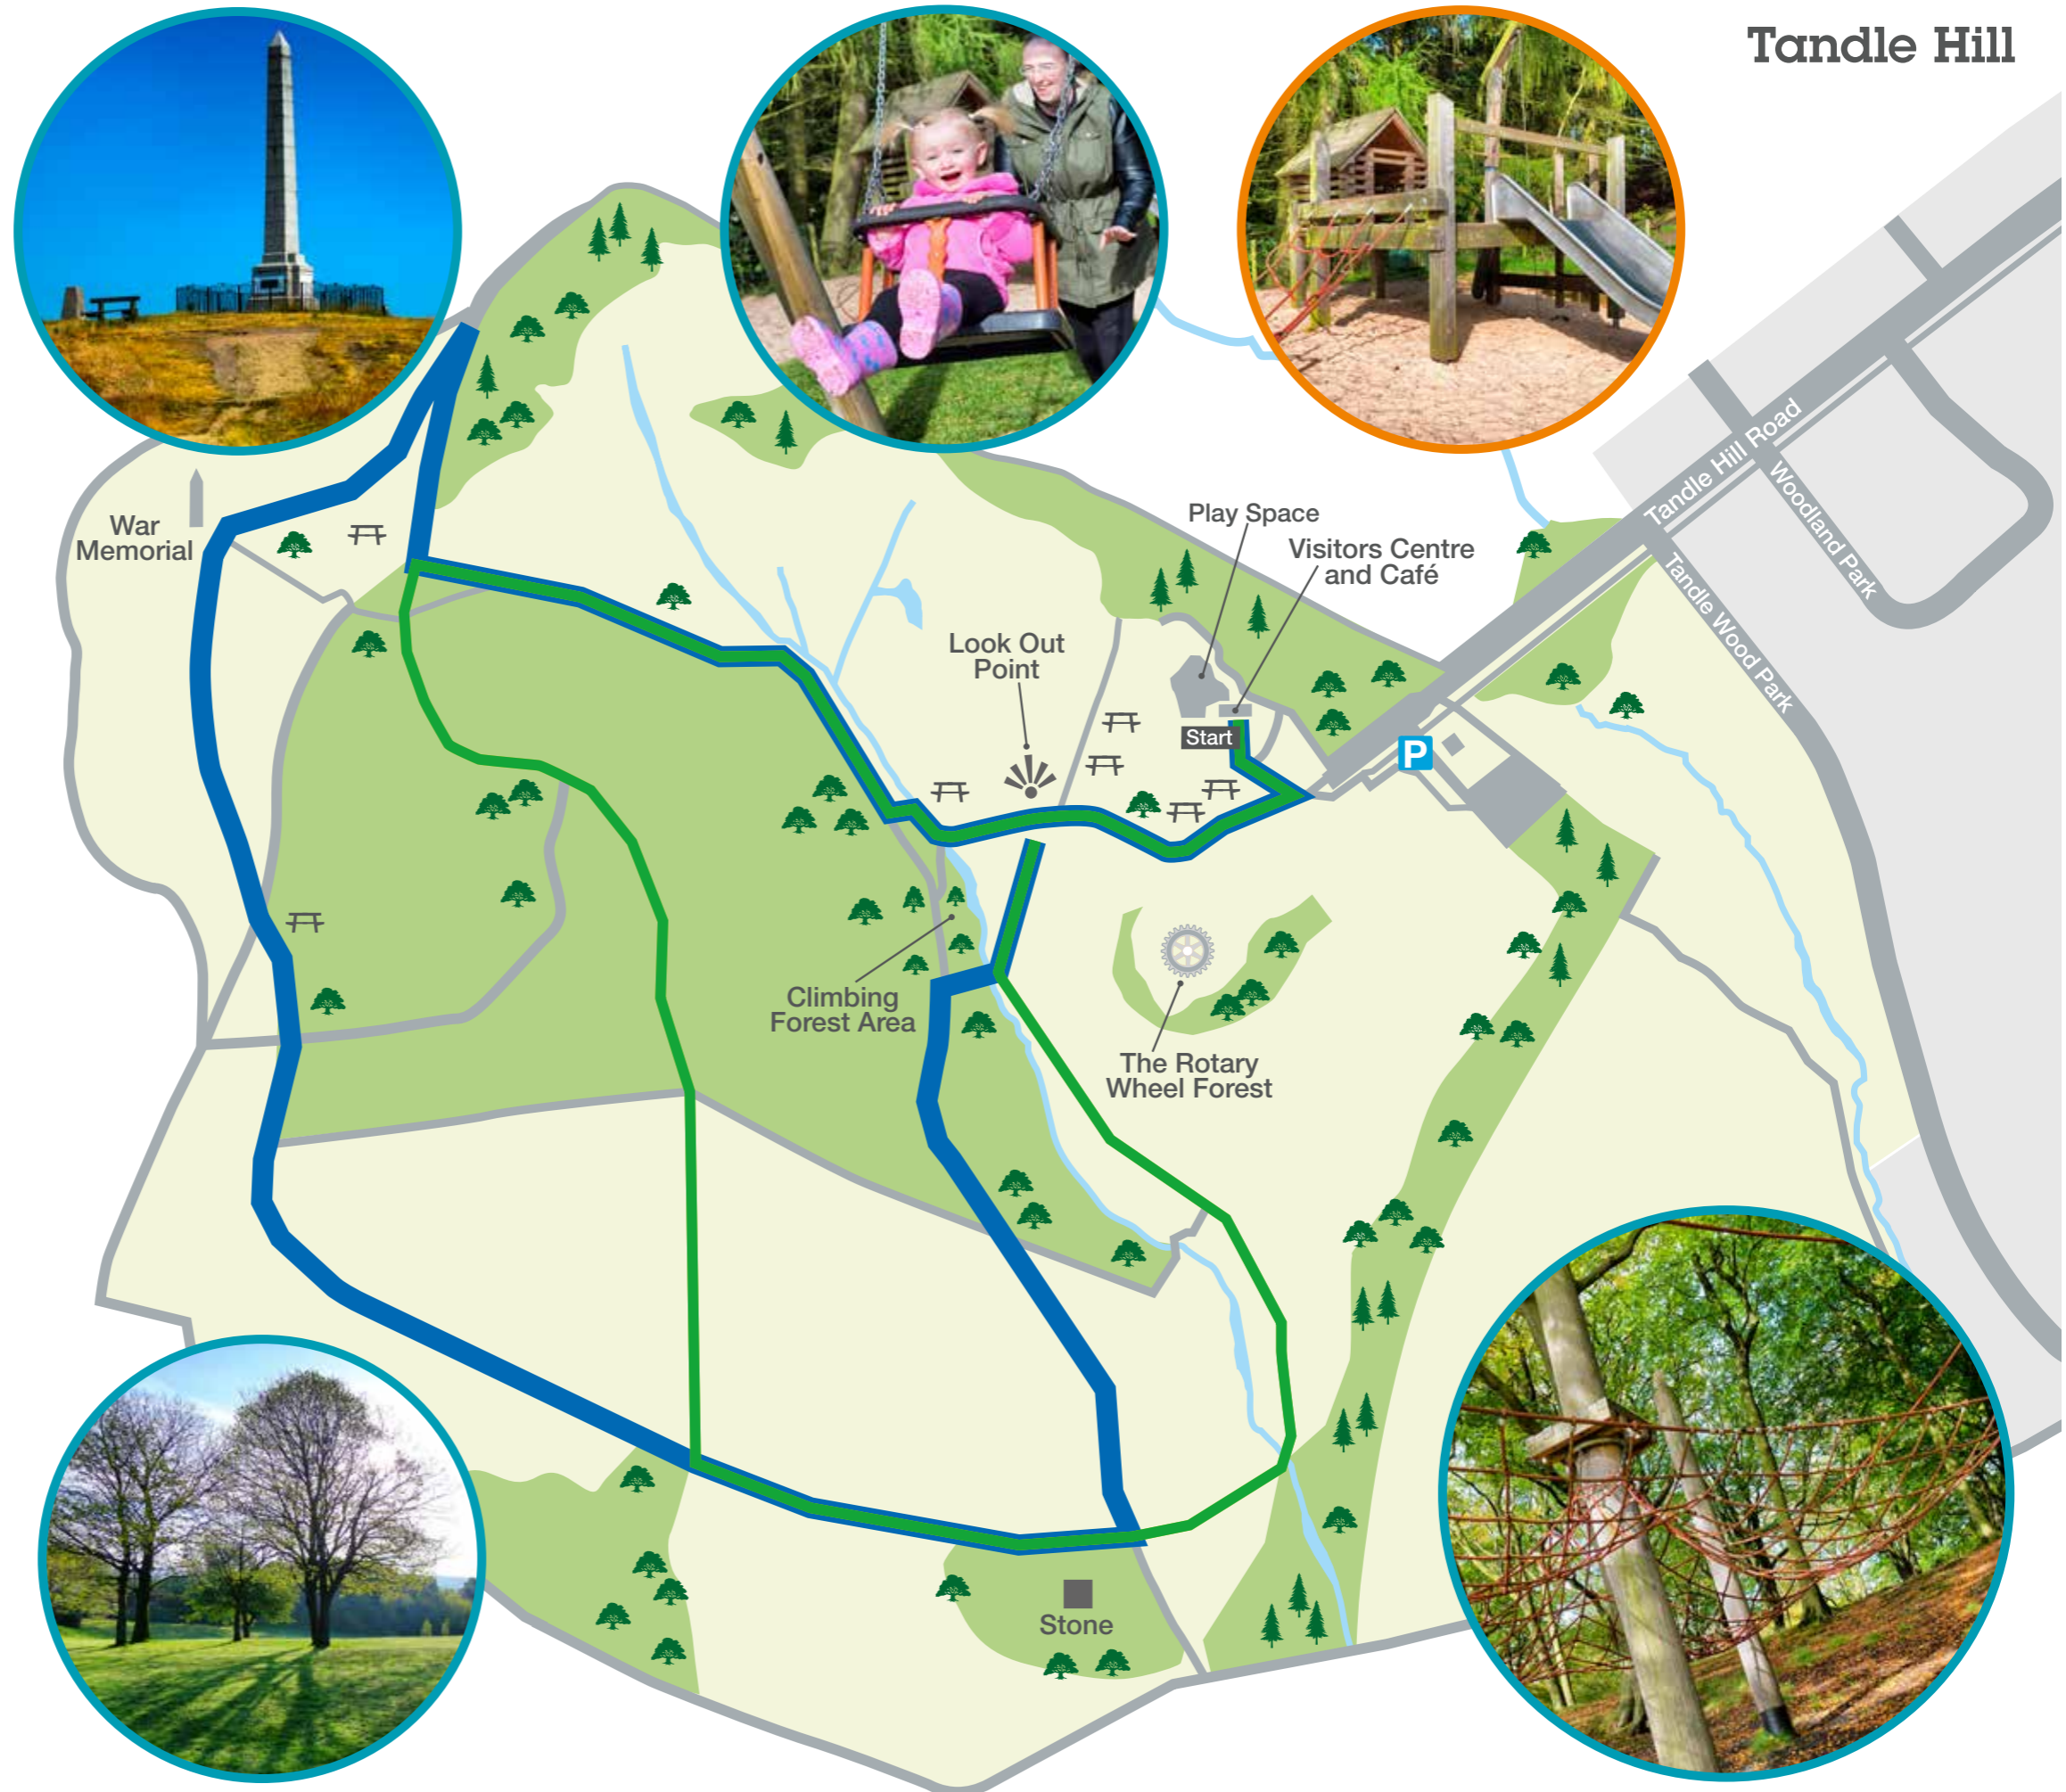 Tandle Hill
Tandle Hill Road
Woodland Park
Tandle Wood Park
Play Space
Visitors Centre
and Café
War
Memorial
Look Out
Point
Start
P
Climbing
Forest Area
The Rotary
Wheel Forest
Stone